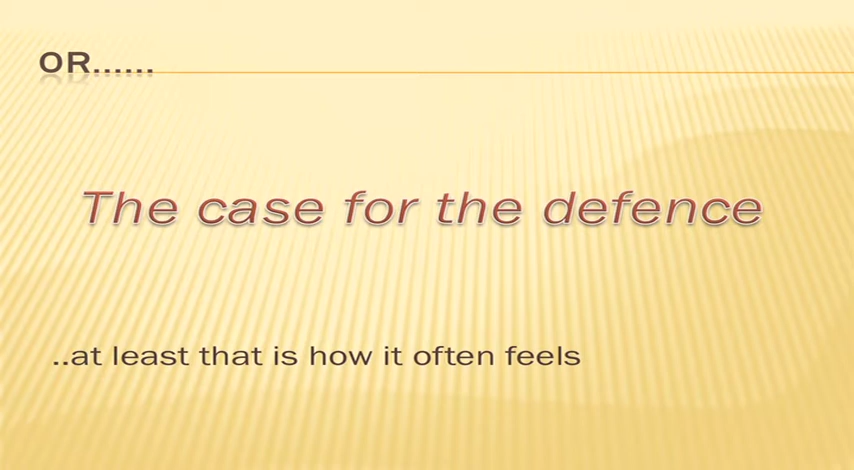 OR......
The case for the defence
..at least that is how it often feels